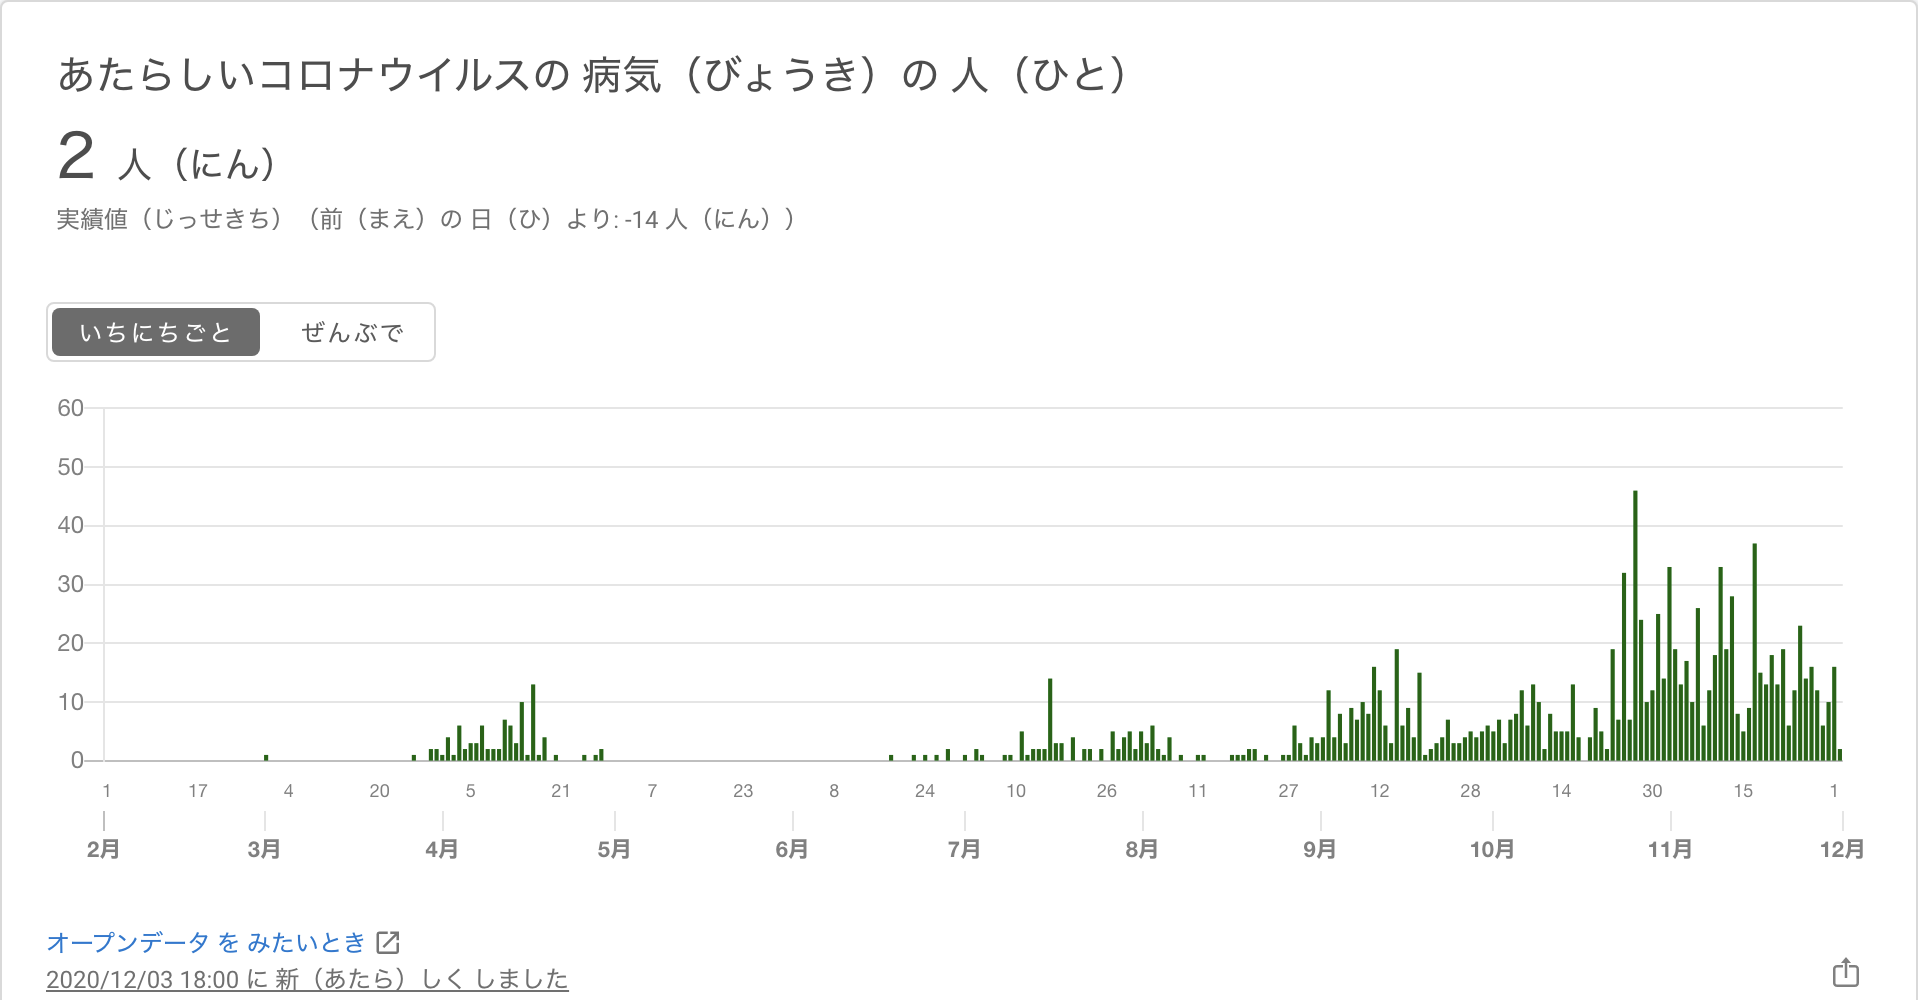 あたらしいコロナウイルスの 病気（びょうき）の 人（ひと）
2 人（にん）
実績値（じっせきち）（前（まえ）の 日（ひ）より: -14 人（にん））
いちにちごと ぜんぶで
60
50
40
30
20
10
0
1 17 4 20 5 21 7 23 8 24 10 26 11 27 12 28 14 30 15 1
2月 3月 4月 5月 6月 7月 8月 9月 10月 11月 12月
オープンデータ を みたいとき
2020/12/03 18:00 に 新（あたら）しく しました